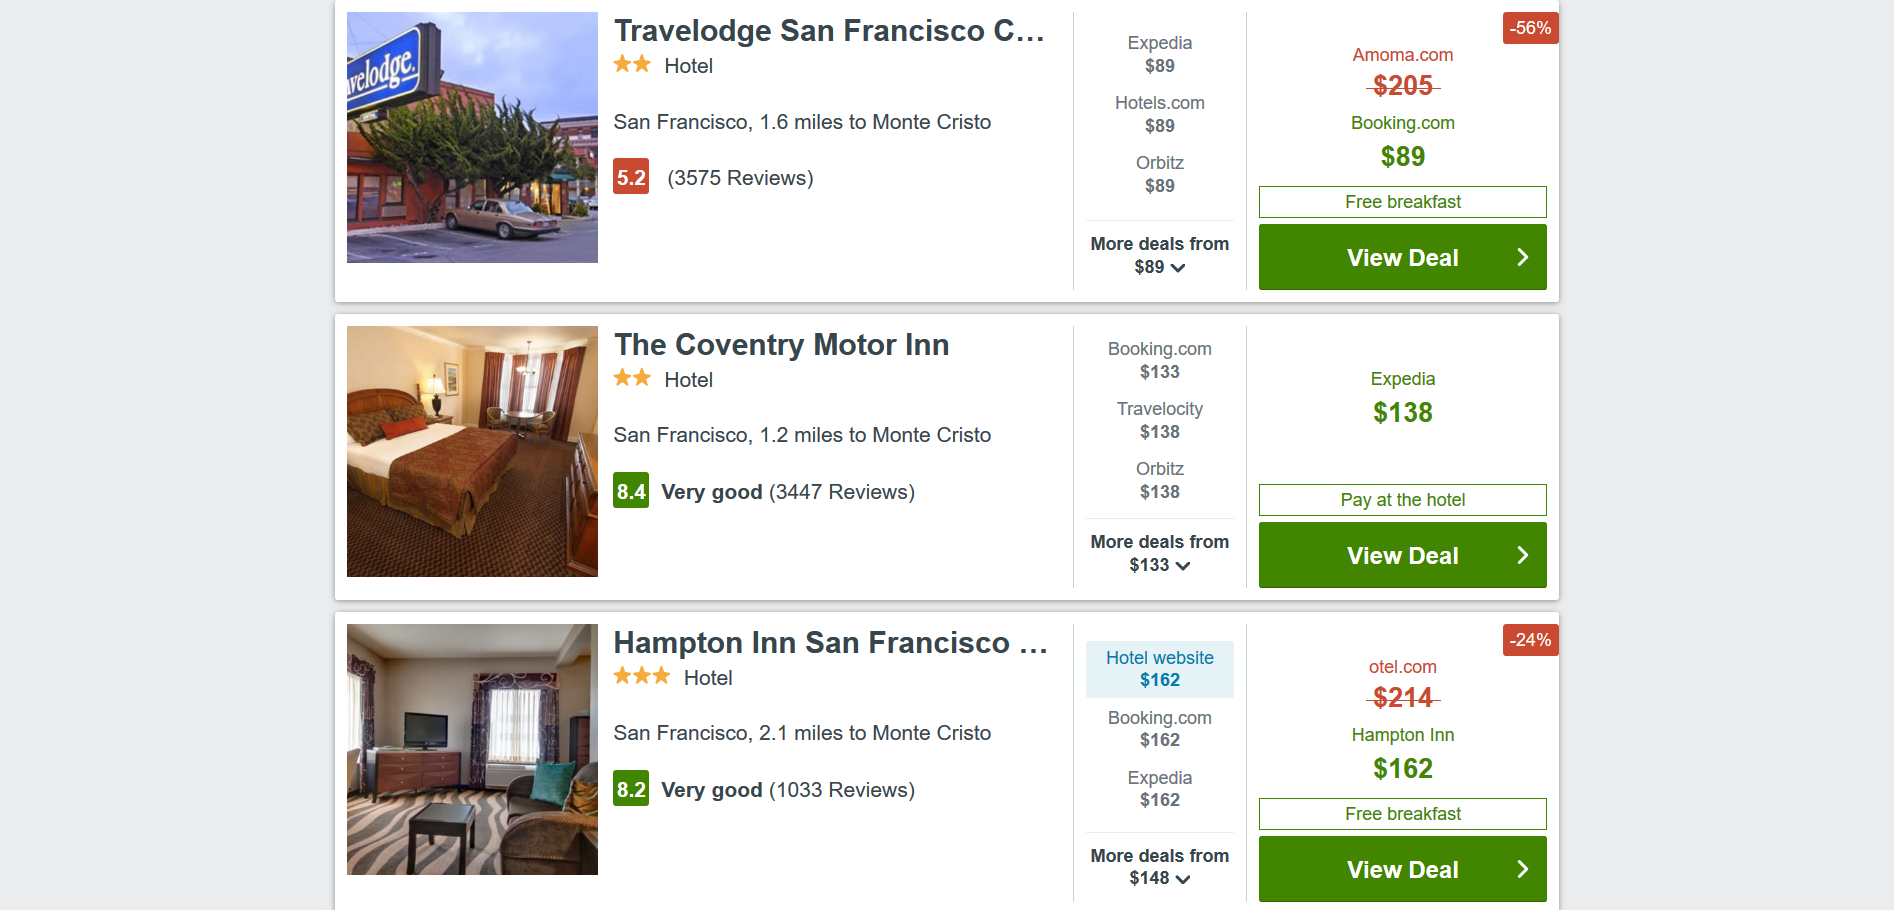 Travelodge San Francisco C...
Hotel
San Francisco, 1.6 miles to Monte Cristo
5.2 (3575 Reviews)
velodge.
Expedia
$89
Hotels.com
$89
Orbitz
$89
More deals from
$89
-56%
Amoma.com
$205
Booking.com
$89
Free breakfast
View Deal
The Coventry Motor Inn
Hotel
San Francisco, 1.2 miles to Monte Cristo
8.4 Very good (3447 Reviews)
Booking.com
$133
Travelocity
$138
Orbitz
$138
More deals from
$133
Expedia
$138
Pay at the hotel
View Deal
Hampton Inn San Francisco ...
Hotel
San Francisco, 2.1 miles to Monte Cristo
8.2 Very good (1033 Reviews)
Hotel website
$162
Booking.com
$162
Expedia
$162
More deals from
$148
-24%
otel.com
$214
Hampton Inn
$162
Free breakfast
View Deal